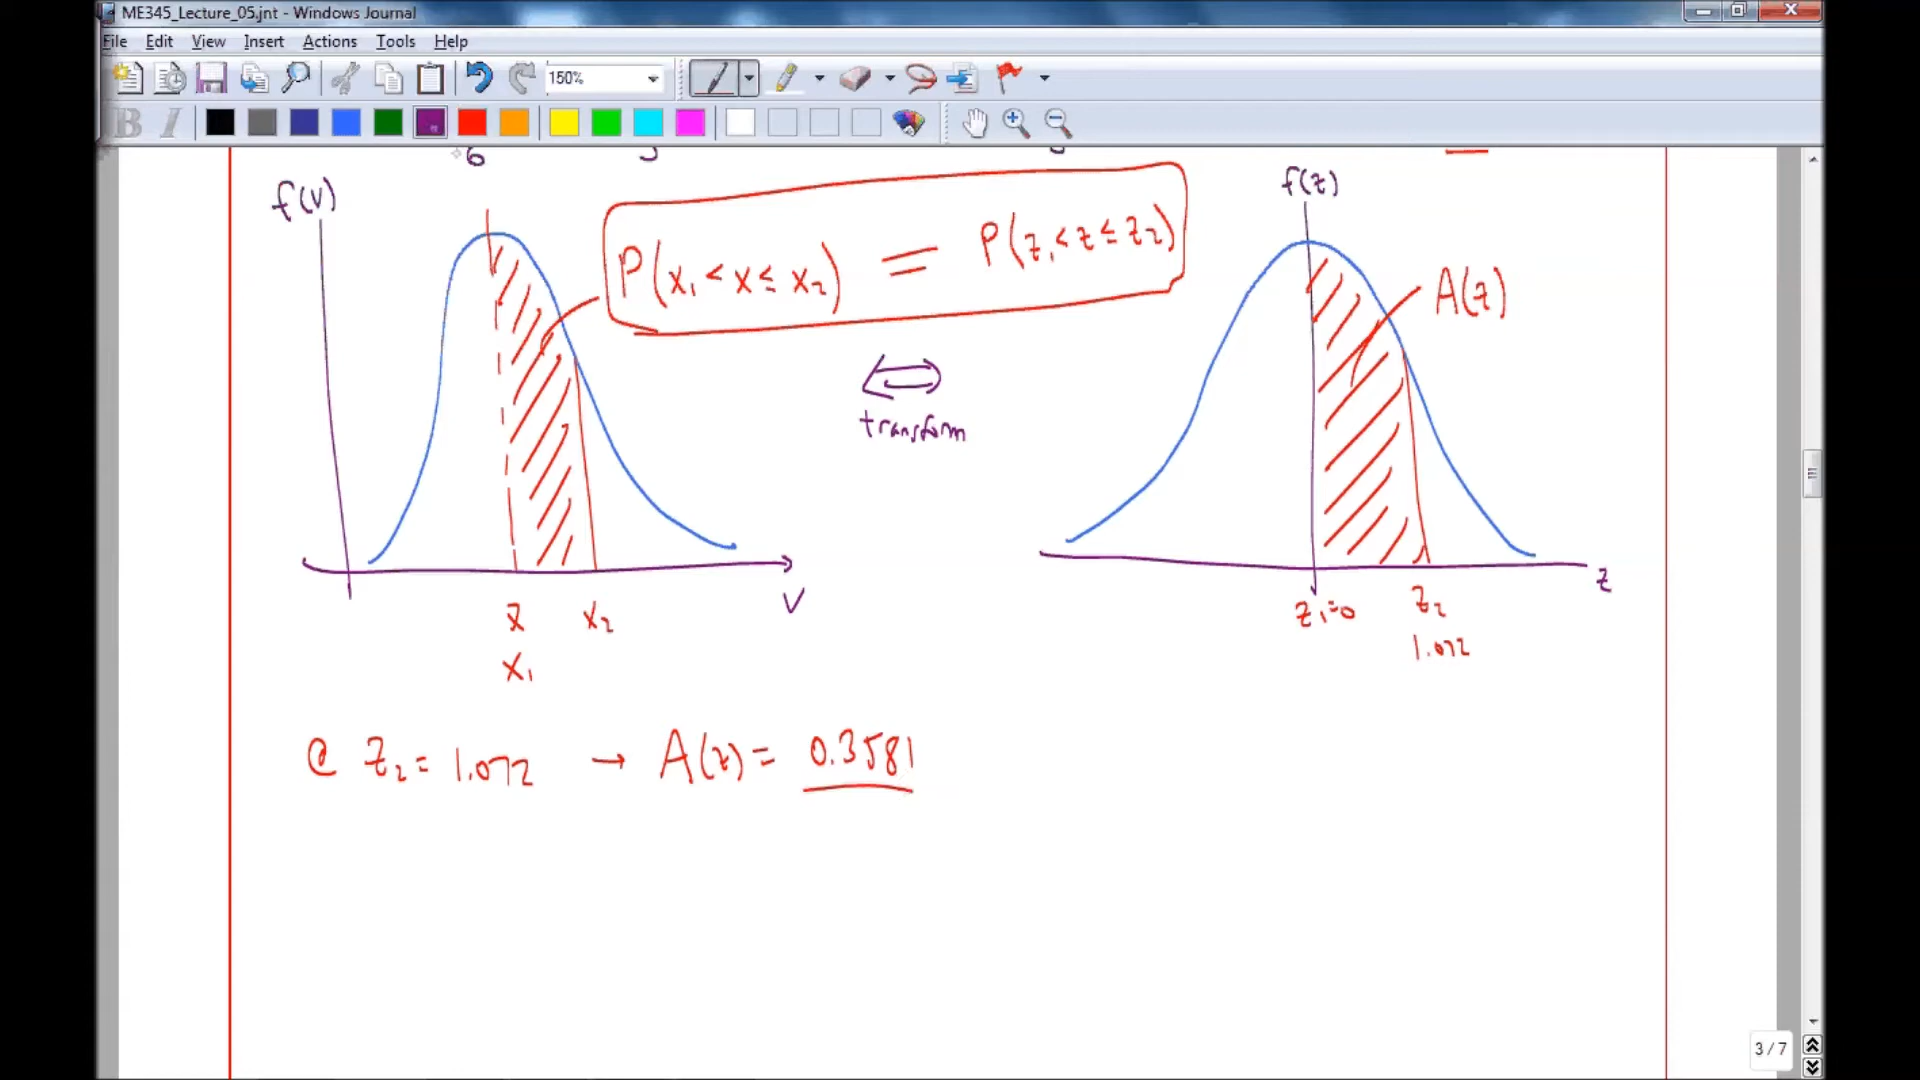 ME345_Lecture_05.jnt - Windows Journal
File Edit View Insert Actions Tools Help
150%
B I
f(v)
P(x₁ < x ≤ x₂) = P(z₁ < z ≤ z₂)
f(z)
A(z)
transform
V
z
x̄ x₂
x₁
z₁=0 z₂
1.072
@ z₂ = 1.072 → A(z) = 0.3581
3 / 7